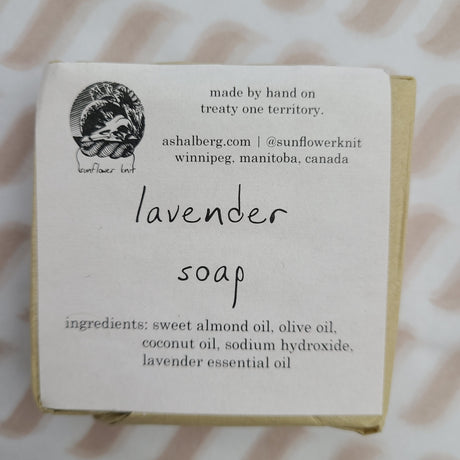 made by hand on
treaty one territory.
ashalberg.com | @sunflowerknit
winnipeg, manitoba, canada
sunflower knit
lavender
soap
ingredients: sweet almond oil, olive oil,
coconut oil, sodium hydroxide,
lavender essential oil